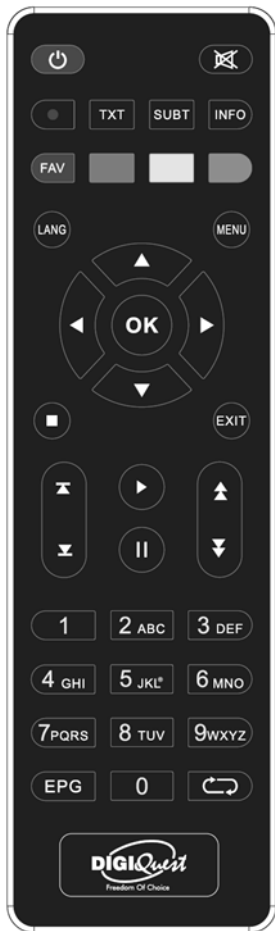 TXT SUBT INFO
FAV
LANG MENU
OK
EXIT
1 2 ABC 3 DEF
4 GHI 5 JKL 6 MNO
7PQRS 8 TUV 9WXYZ
EPG 0
DIGIQuest
Freedom Of Choice